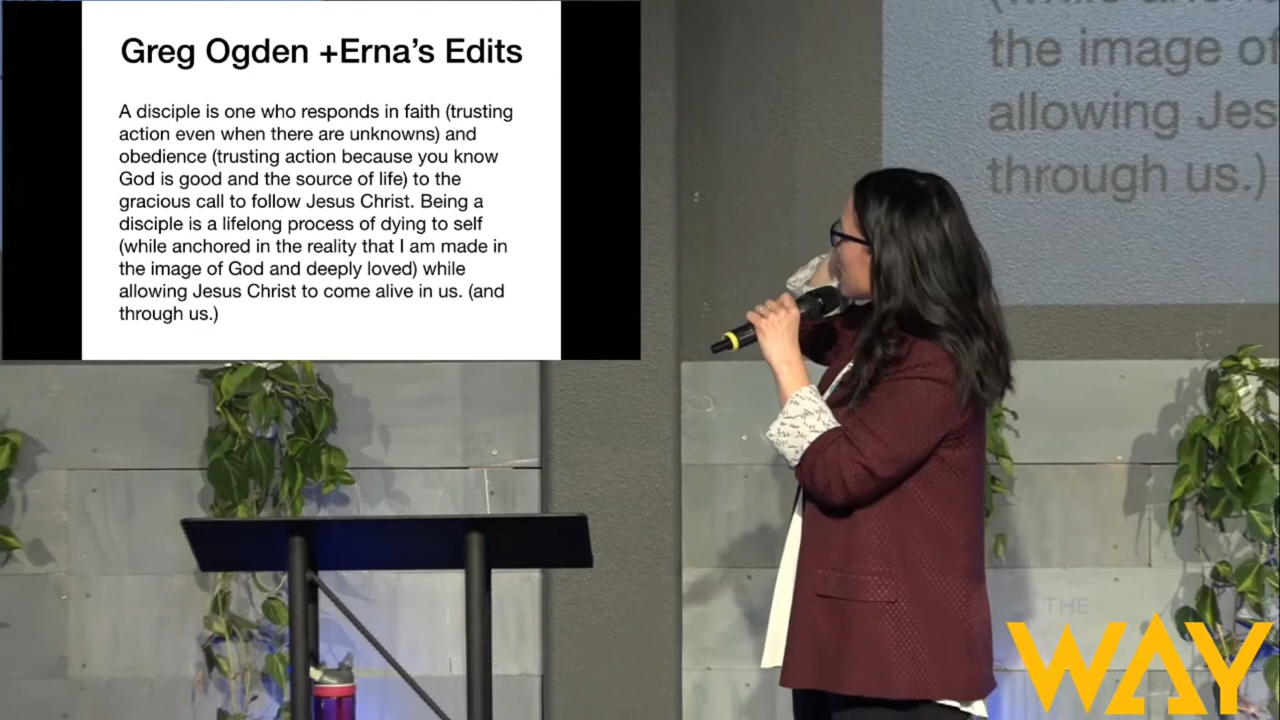 Greg Ogden +Erna's Edits
A disciple is one who responds in faith (trusting
action even when there are unknowns) and
obedience (trusting action because you know
God is good and the source of life) to the
gracious call to follow Jesus Christ. Being a
disciple is a lifelong process of dying to self
(while anchored in the reality that I am made in
the image of God and deeply loved) while
allowing Jesus Christ to come alive in us. (and
through us.)
the image of
allowing Jes
through us.)
THE
WAY